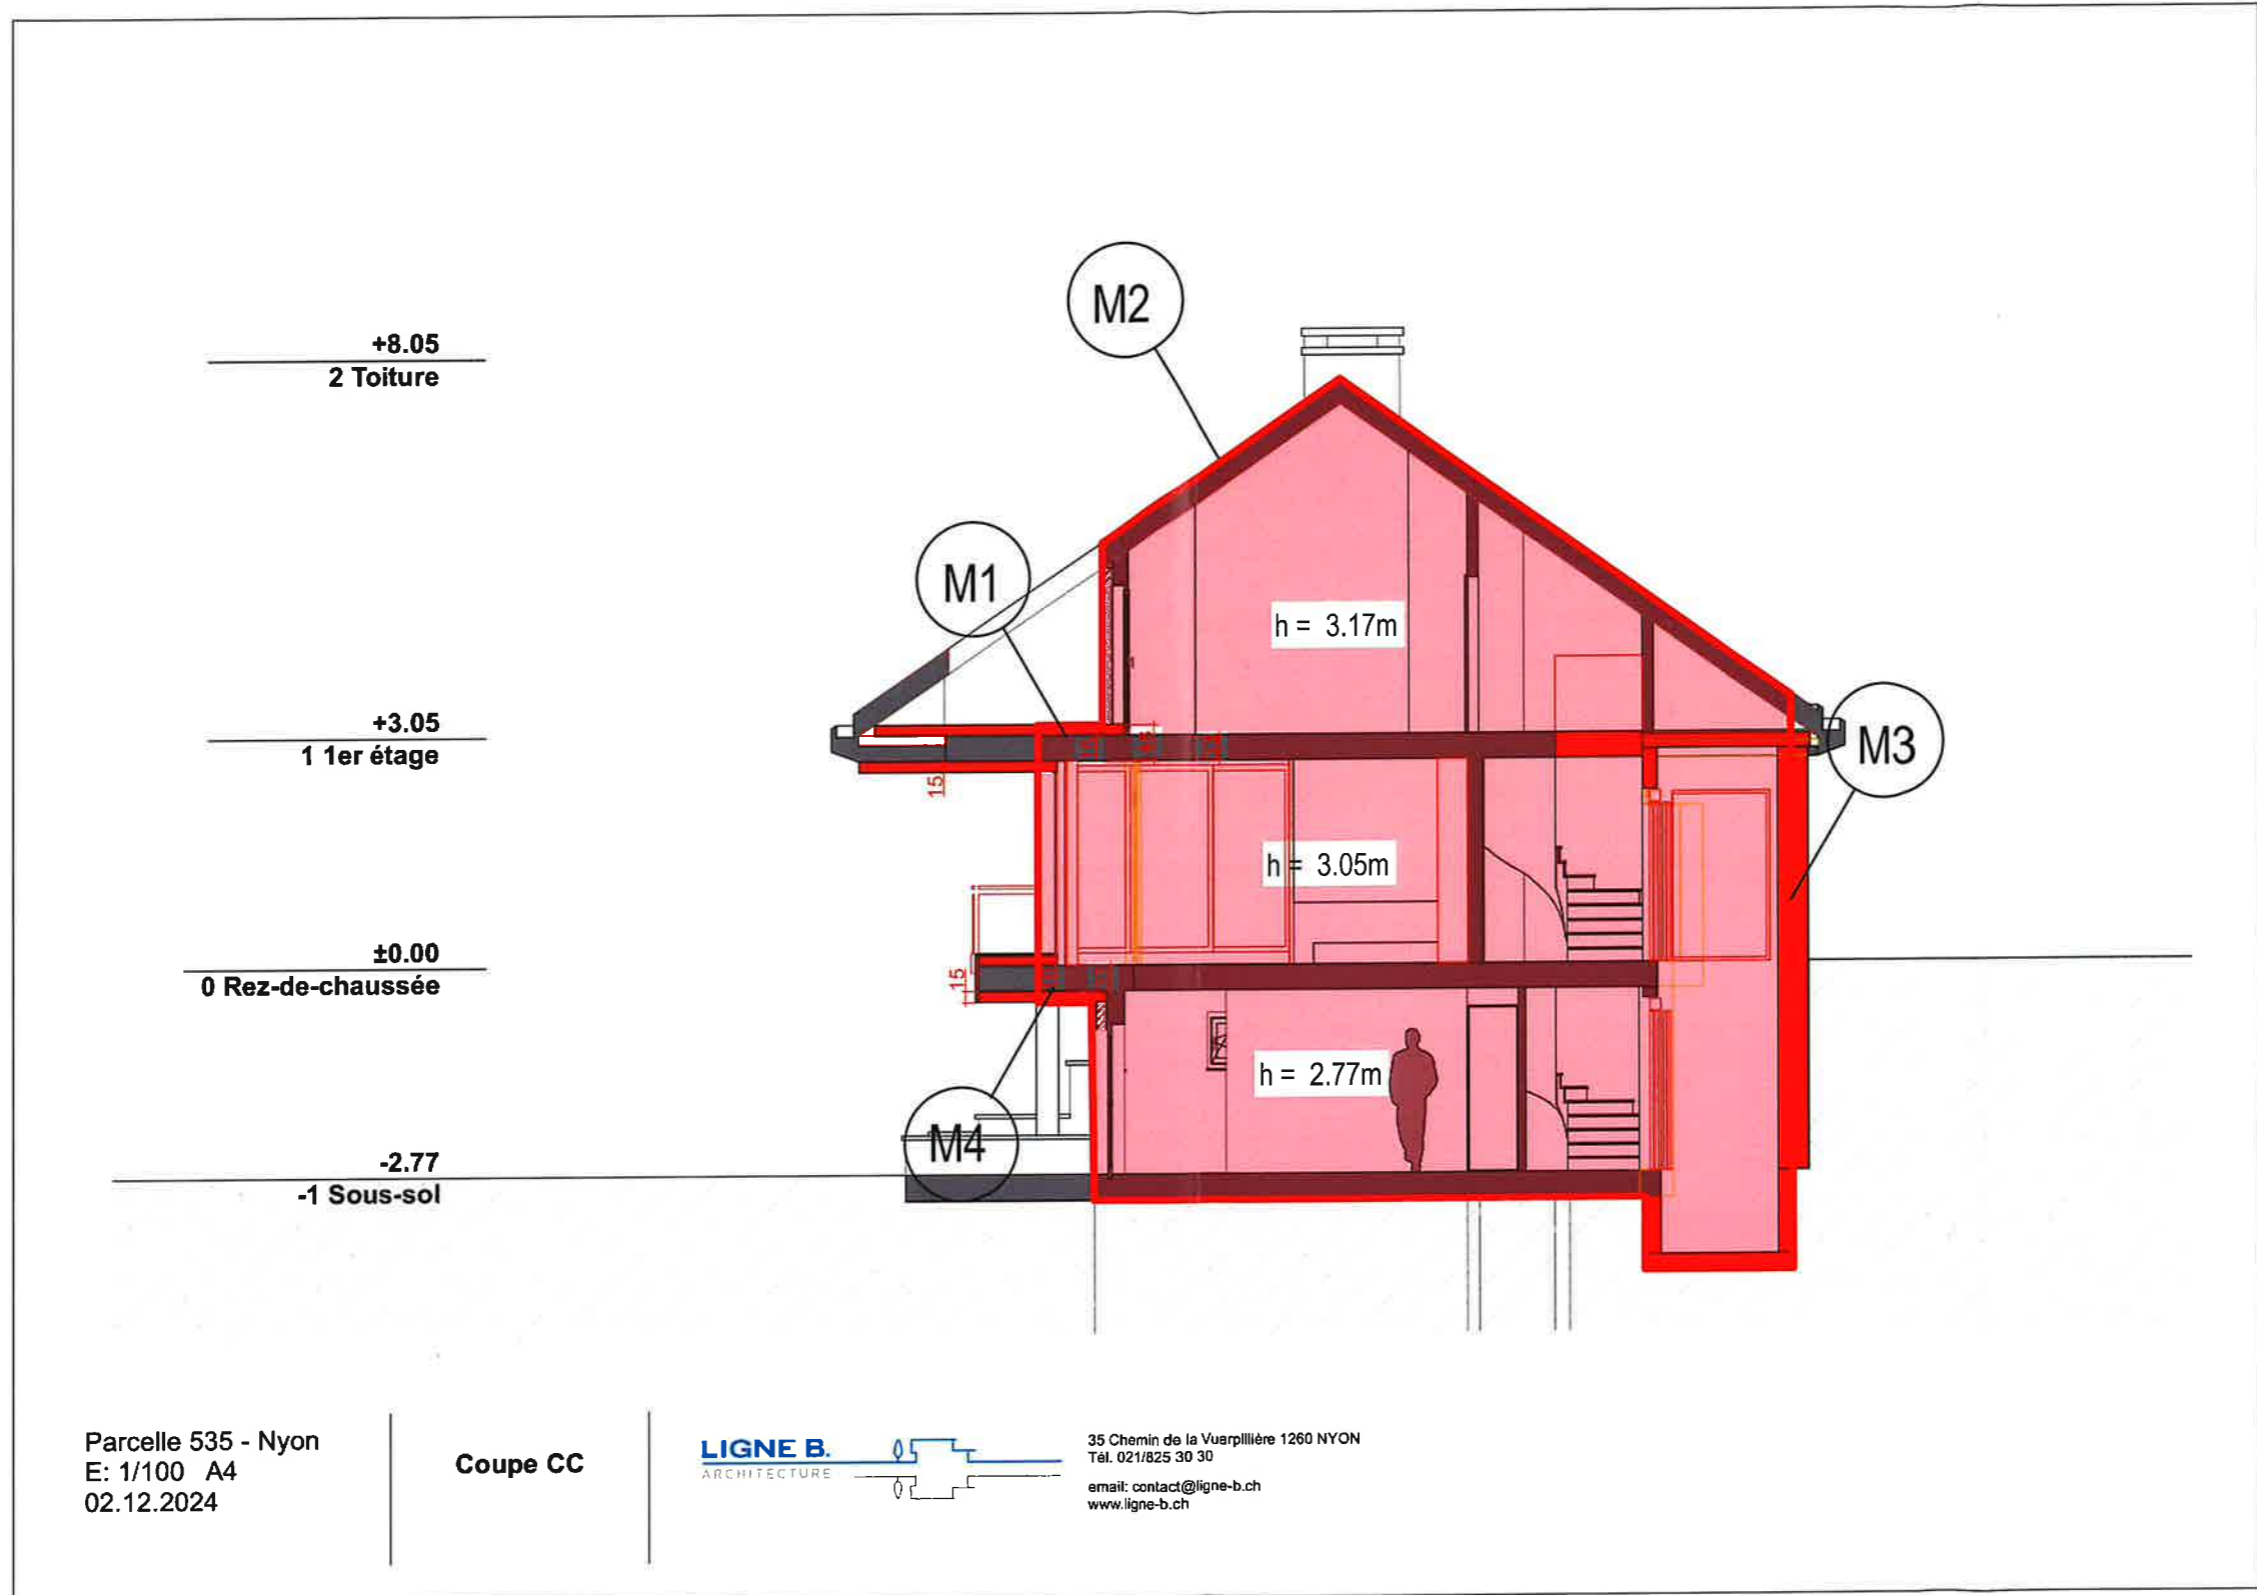 M2
+8.05
2 Toiture
M1
h = 3.17m
+3.05
1 1er étage
M3
15
15
h = 3.05m
±0.00
0 Rez-de-chaussée
15
h = 2.77m
M4
-2.77
-1 Sous-sol
Parcelle 535 - Nyon
E: 1/100 A4
02.12.2024
Coupe CC
LIGNE B.
ARCHITECTURE
35 Chemin de la Vuarpillière 1260 NYON
Tél. 021/825 30 30
email: contact@ligne-b.ch
www.ligne-b.ch